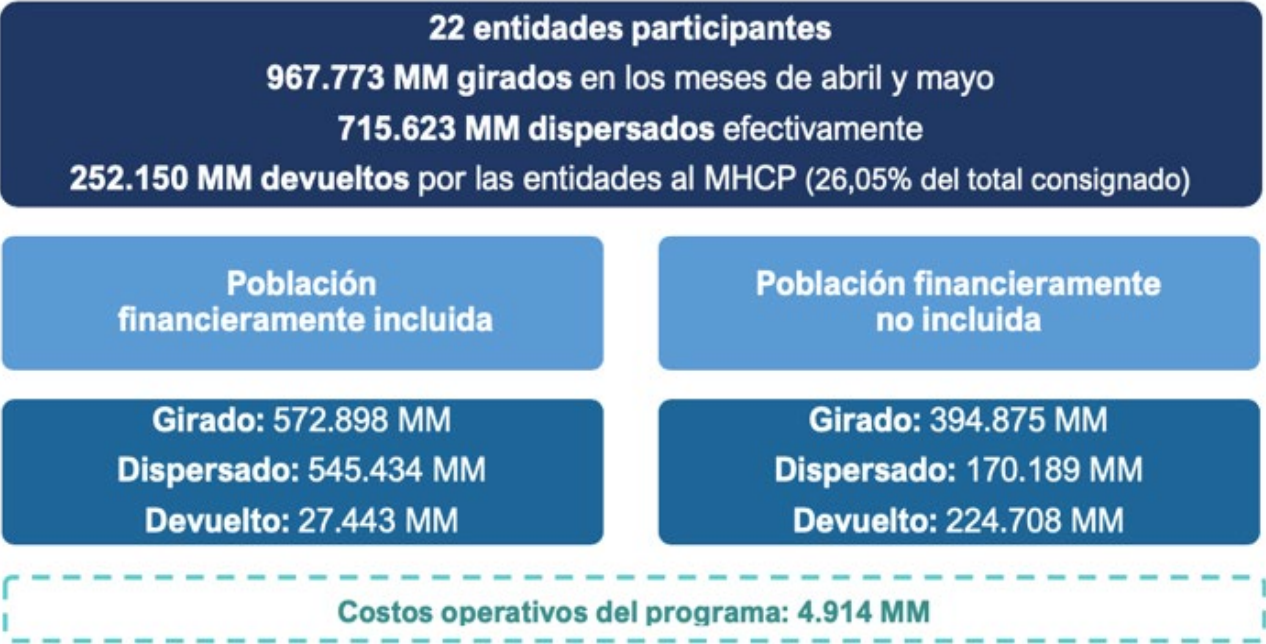 22 entidades participantes
967.773 MM girados en los meses de abril y mayo
715.623 MM dispersados efectivamente
252.150 MM devueltos por las entidades al MHCP (26,05% del total consignado)
Población
financieramente incluida
Girado: 572.898 MM
Dispersado: 545.434 MM
Devuelto: 27.443 MM
Población financieramente
no incluida
Girado: 394.875 MM
Dispersado: 170.189 MM
Devuelto: 224.708 MM
Costos operativos del programa: 4.914 MM